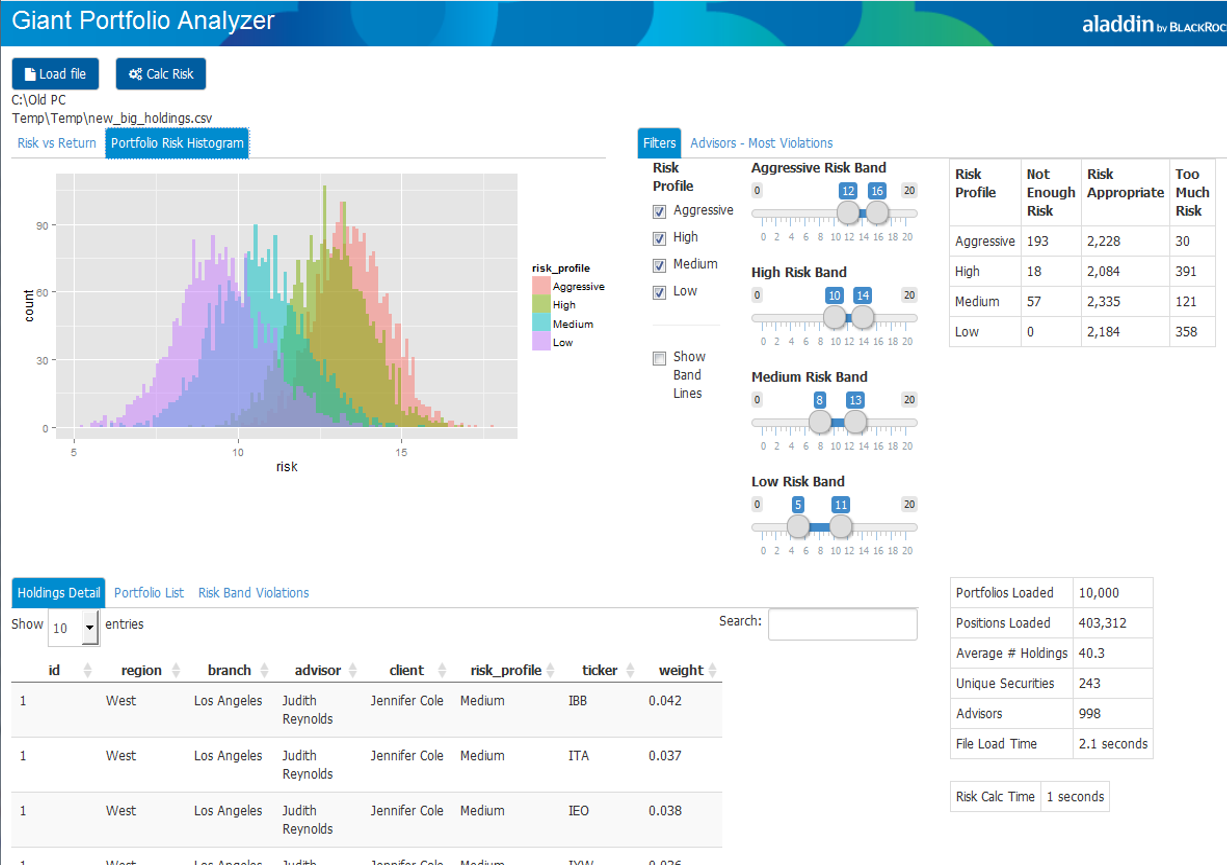 Giant Portfolio Analyzer
aladdin by BLACKROC
Load file
Calc Risk
C:\Old PC
Temp\Temp\new_big_holdings.csv
Risk vs Return
Portfolio Risk Histogram
90
60
30
0
count
5
10
15
risk
risk_profile
Aggressive
High
Medium
Low
Filters
Advisors - Most Violations
Risk
Profile
Aggressive
High
Medium
Low
Show
Band
Lines
Aggressive Risk Band
0 12 16 20
0 2 4 6 8 10 12 14 16 18 20
High Risk Band
0 10 14 20
0 2 4 6 8 10 12 14 16 18 20
Medium Risk Band
0 8 13 20
0 2 4 6 8 10 12 14 16 18 20
Low Risk Band
0 5 11 20
0 2 4 6 8 10 12 14 16 18 20
Risk Not Risk Too
Profile Enough Appropriate Much
Risk Risk
Aggressive 193 2,228 30
High 18 2,084 391
Medium 57 2,335 121
Low 0 2,184 358
Holdings Detail
Portfolio List
Risk Band Violations
Show 10 entries
Search:
id region branch advisor client risk_profile ticker weight
1 West Los Angeles Judith Jennifer Cole Medium IBB 0.042
Reynolds
1 West Los Angeles Judith Jennifer Cole Medium ITA 0.037
Reynolds
1 West Los Angeles Judith Jennifer Cole Medium IEO 0.038
Reynolds
1 West Los Angeles Judith Jennifer Cole Medium IYW 0.036
Portfolios Loaded 10,000
Positions Loaded 403,312
Average # Holdings 40.3
Unique Securities 243
Advisors 998
File Load Time 2.1 seconds
Risk Calc Time 1 seconds